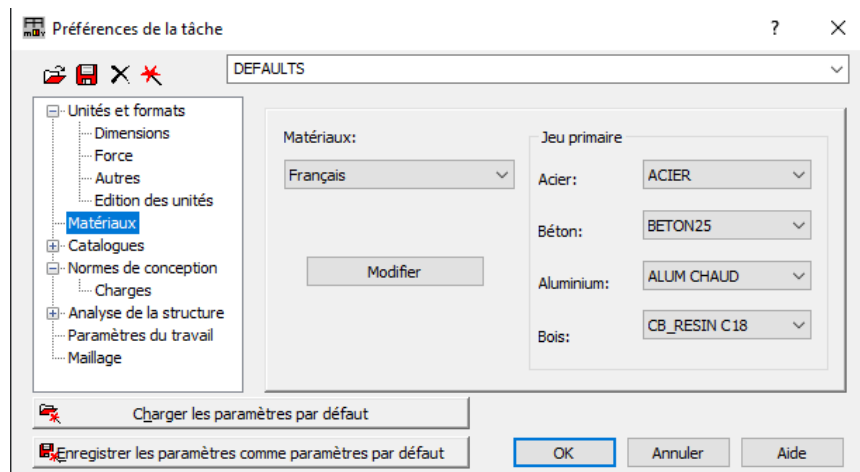 Préférences de la tâche
?
DEFAULTS
Unités et formats
Dimensions
Force
Autres
Edition des unités
Matériaux
Catalogues
Normes de conception
Charges
Analyse de la structure
Paramètres du travail
Maillage
Matériaux:
Français
Modifier
Jeu primaire
Acier:
ACIER
Béton:
BETON25
Aluminium:
ALUM CHAUD
Bois:
CB_RESIN C18
Charger les paramètres par défaut
Enregistrer les paramètres comme paramètres par défaut
OK
Annuler
Aide